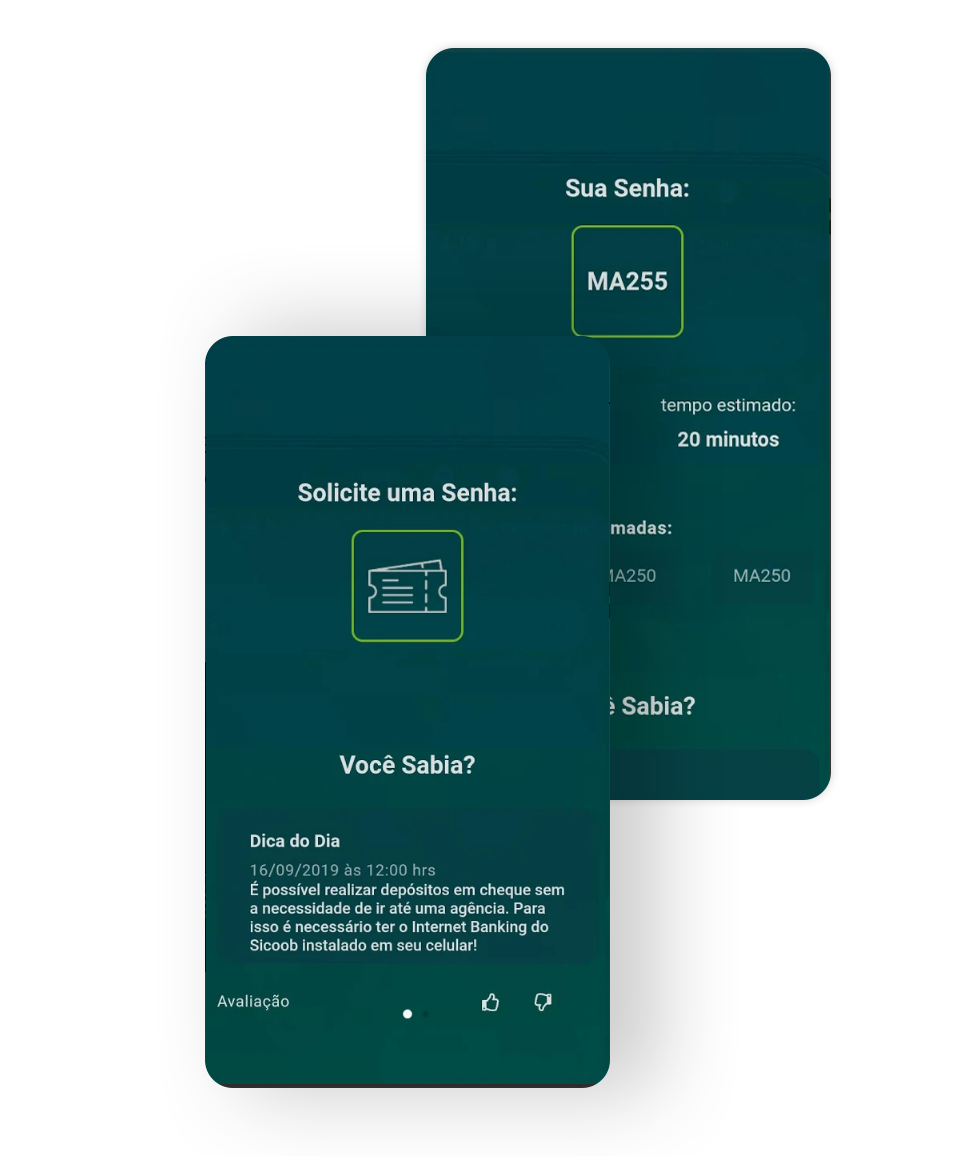 Sua Senha:
MA255
tempo estimado:
20 minutos
madas:
MA250
MA250
ê Sabia?
Solicite uma Senha:
Você Sabia?
Dica do Dia
16/09/2019 às 12:00 hrs
É possível realizar depósitos em cheque sem
a necessidade de ir até uma agência. Para
isso é necessário ter o Internet Banking do
Sicoob instalado em seu celular!
Avaliação